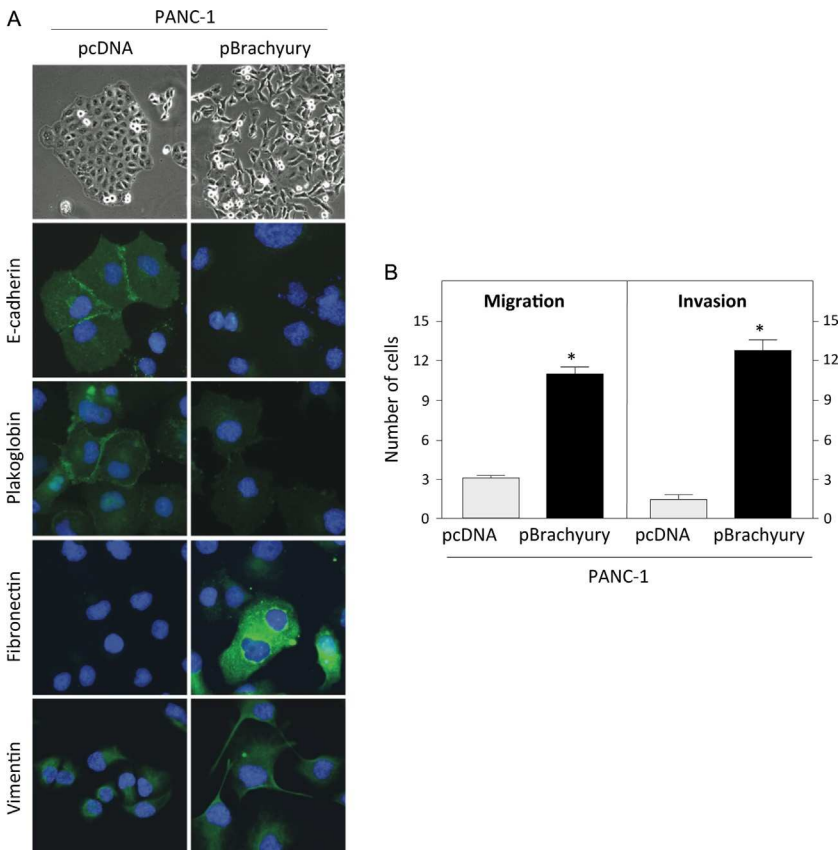 A
PANC-1
pcDNA
pBrachyury
E-cadherin
Plakoglobin
Fibronectin
Vimentin
B
Migration
Invasion
Number of cells
15
12
9
6
3
0
*
*
15
12
9
6
3
0
pcDNA
pBrachyury
pcDNA
pBrachyury
PANC-1